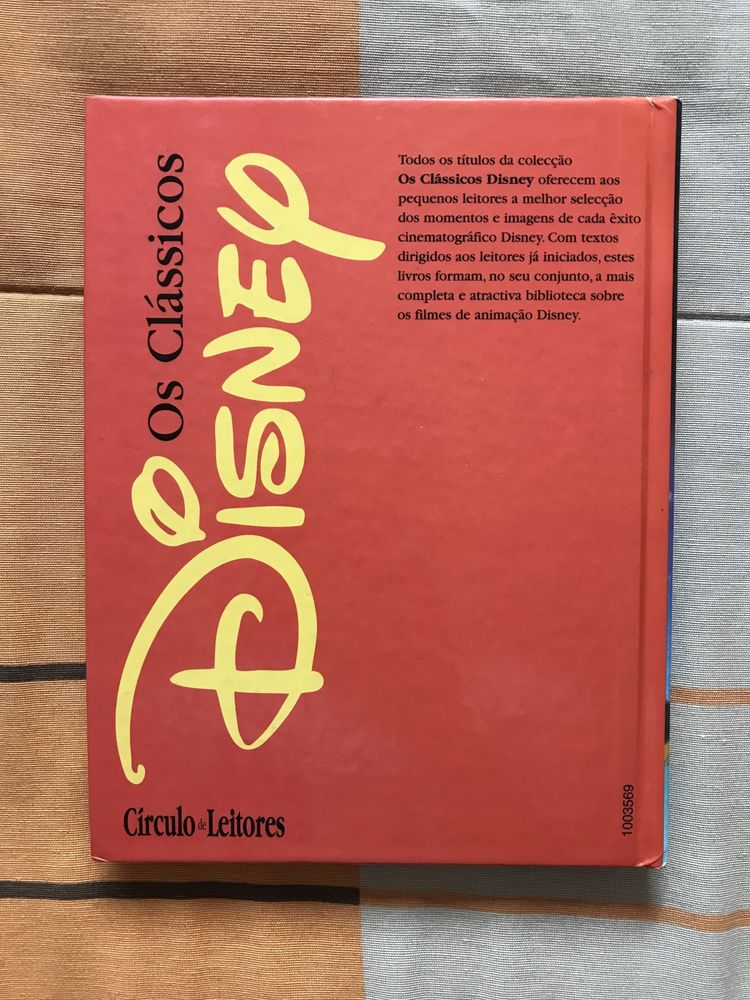 Os Clássicos
Disney
Todos os títulos da colecção
Os Clássicos Disney oferecem aos
pequenos leitores a melhor selecção
dos momentos e imagens de cada êxito
cinematográfico Disney. Com textos
dirigidos aos leitores já iniciados, estes
livros formam, no seu conjunto, a mais
completa e atractiva biblioteca sobre
os filmes de animação Disney.
Círculo de Leitores
1003569